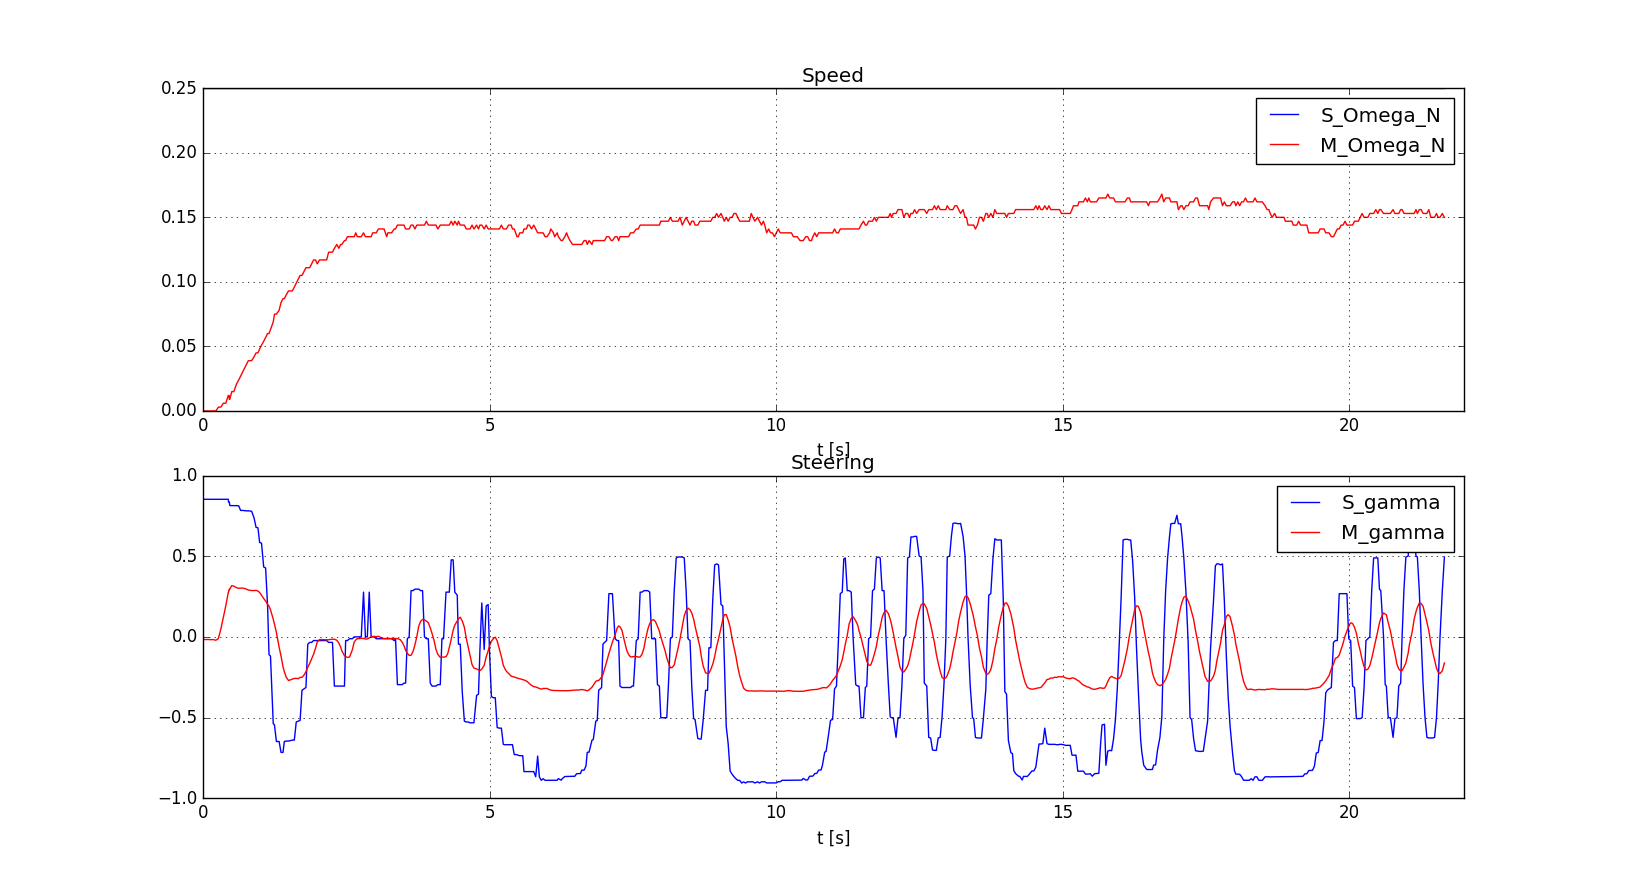 Speed
0.25
0.20
0.15
0.10
0.05
0.00
S_Omega_N
M_Omega_N
0 5 10 15 20
t [s]
Steering
1.0
0.5
0.0
−0.5
−1.0
S_gamma
M_gamma
0 5 10 15 20
t [s]